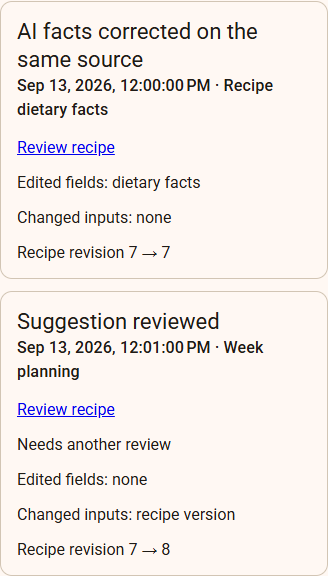 AI facts corrected on the
same source
Sep 13, 2026, 12:00:00 PM · Recipe
dietary facts
Review recipe
Edited fields: dietary facts
Changed inputs: none
Recipe revision 7 → 7
Suggestion reviewed
Sep 13, 2026, 12:01:00 PM · Week
planning
Review recipe
Needs another review
Edited fields: none
Changed inputs: recipe version
Recipe revision 7 → 8